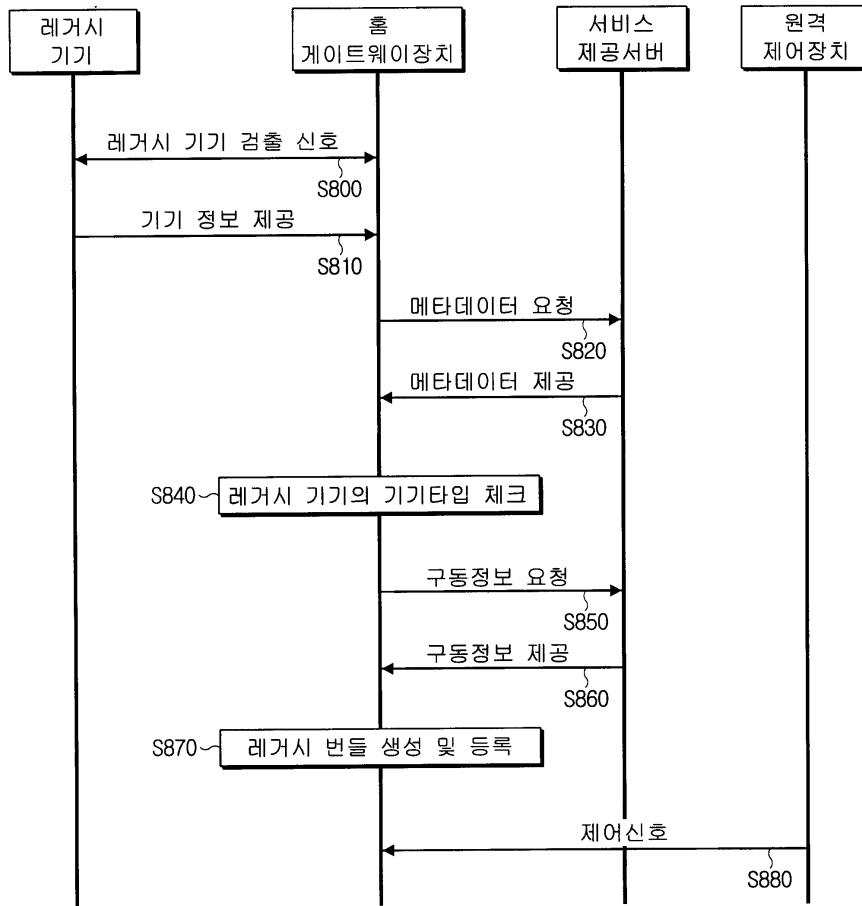 레거시
기기
홈
게이트웨이장치
서비스
제공서버
원격
제어장치
레거시 기기 검출 신호
S800
기기 정보 제공
S810
메타데이터 요청
S820
메타데이터 제공
S830
S840
레거시 기기의 기기타입 체크
구동정보 요청
S850
구동정보 제공
S860
S870
레거시 번들 생성 및 등록
제어신호
S880